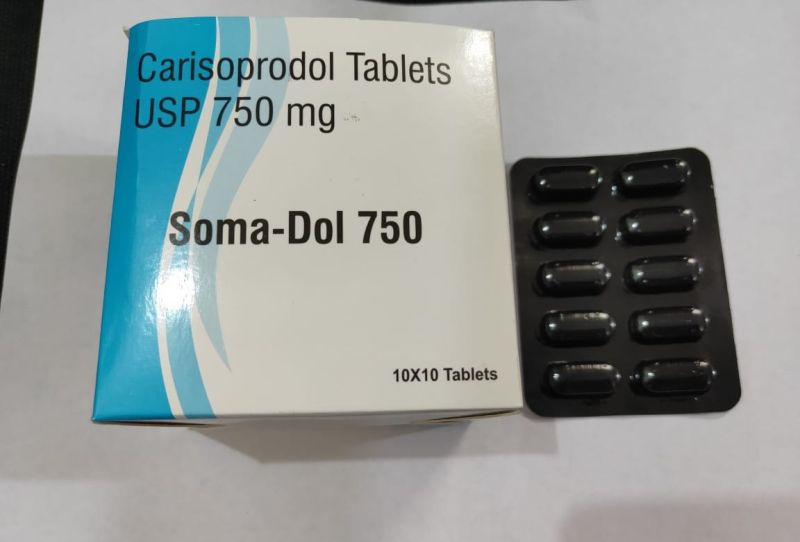 Carisoprodol Tablets
USP 750 mg
Soma-Dol 750
10X10 Tablets